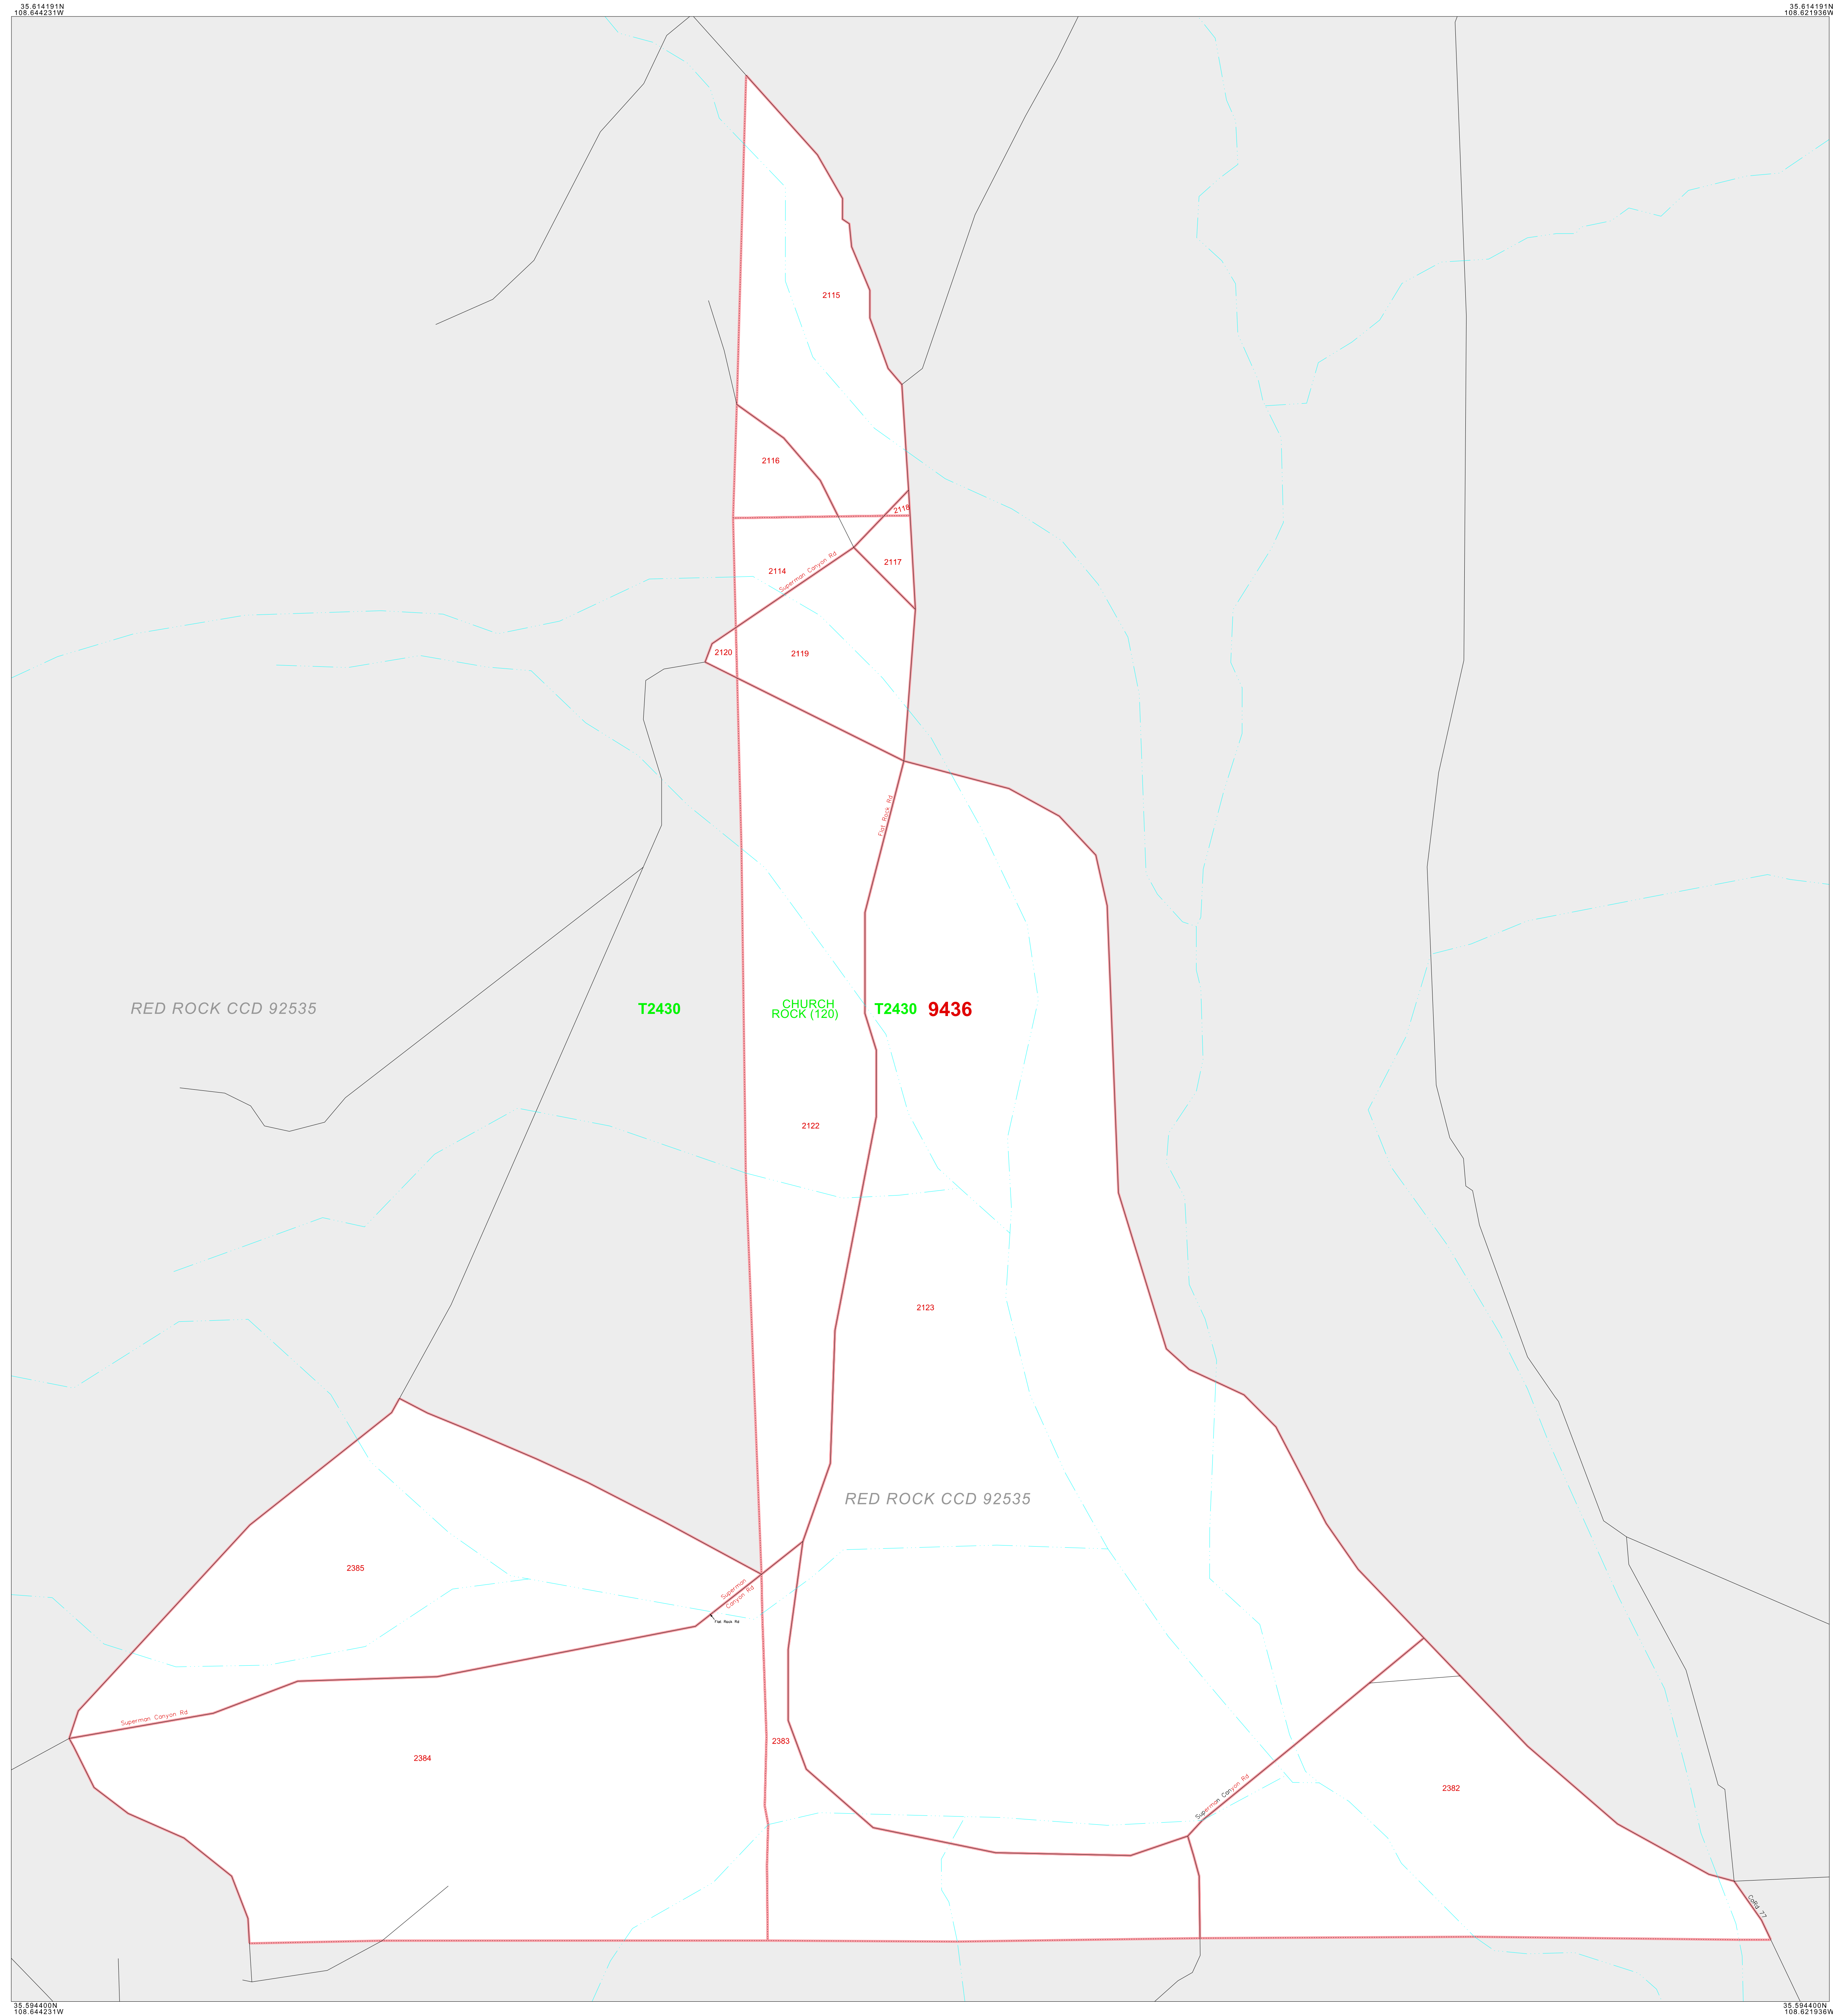 35.614191N
108.644231W
35.614191N
108.621936W
2115
2116
2118
2117
2114
Superman Canyon Rd
2120
2119
Flat Rock Rd
RED ROCK CCD 92535
T2430
CHURCH
ROCK (120)
T2430
9436
2122
2123
RED ROCK CCD 92535
2385
Superman
Canyon Rd
Flat Rock Rd
Superman Canyon Rd
2383
2384
Superman Canyon Rd
2382
CoRd 77
35.594400N
108.644231W
35.594400N
108.621936W